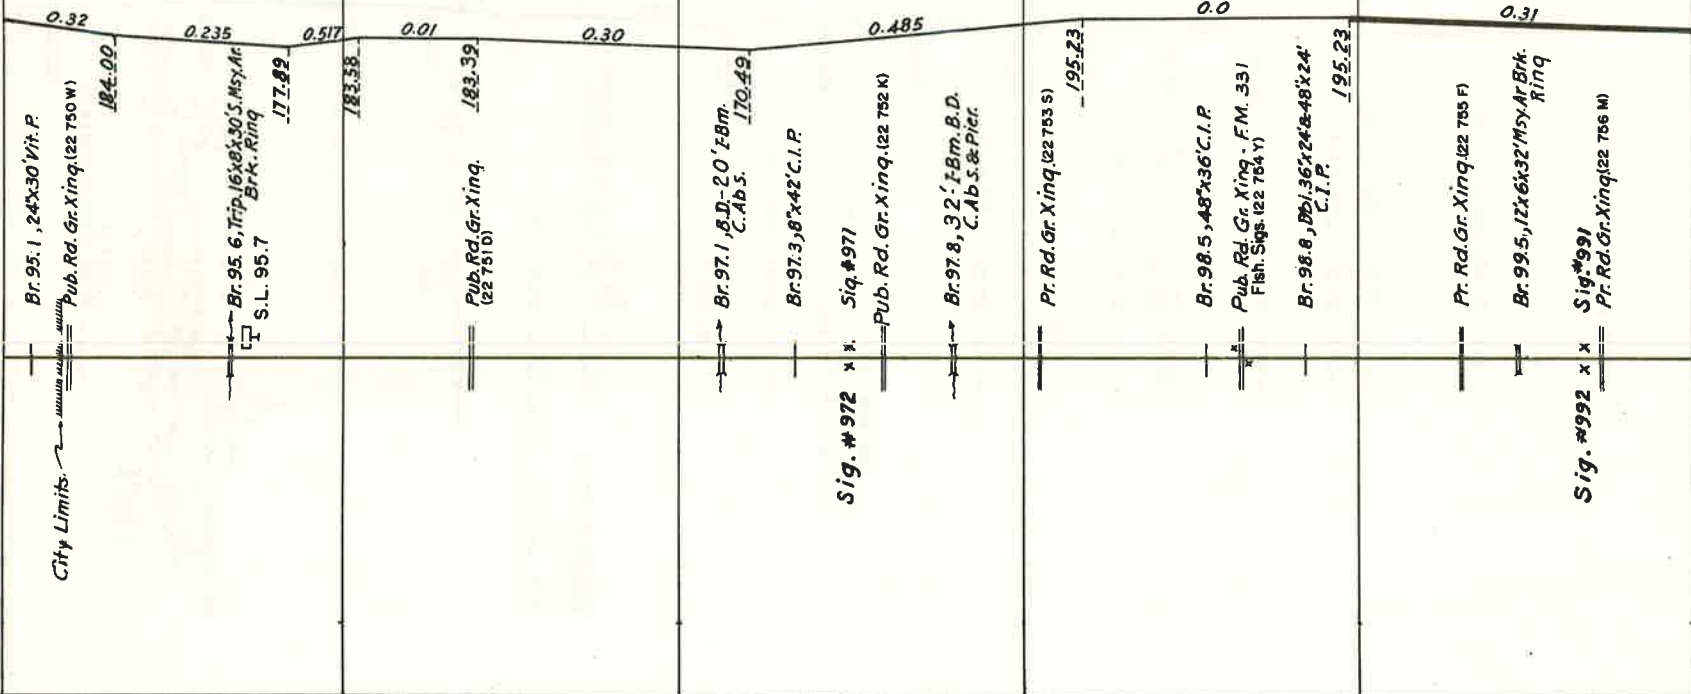 0.32
0.235
0.517
0.01
0.30
0.485
0.0
0.31
184.00
177.89
183.58
183.39
170.49
195.23
195.23
Br. 95.1, 24"x30' Vit. P.
Pub. Rd. Gr. Xing. (22 750 W)
Br. 95.6, Trip. 16'x8'x30' S. Msy. Ar.
Brk. Ring
S.L. 95.7
Pub. Rd. Gr. Xing.
(22 751 D)
Br. 97.1, B.D.-20' I-Bm.
C. Abs.
Br. 97.3, 8"x42' C.I.P.
Sig. #971
Pub. Rd. Gr. Xing. (22 752 K)
Br. 97.8, 32'-I-Bm. B.D.
C. Abs. & Pier.
Pr. Rd. Gr. Xing. (22 753 S)
Br. 98.5, 48"x36' C.I.P.
Pub. Rd. Gr. Xing - F.M. 331
Flsh. Sigs. (22 754 Y)
Br. 98.8, Dbl. 36"x24' & 48"x24'
C.I.P.
Pr. Rd. Gr. Xing. (22 755 F)
Br. 99.5, 12'x6'x32' Msy. Ar. Brk.
Ring
Sig. #991
Pr. Rd. Gr. Xing (22 756 M)
City Limits.
Sig. #972
Sig. #992